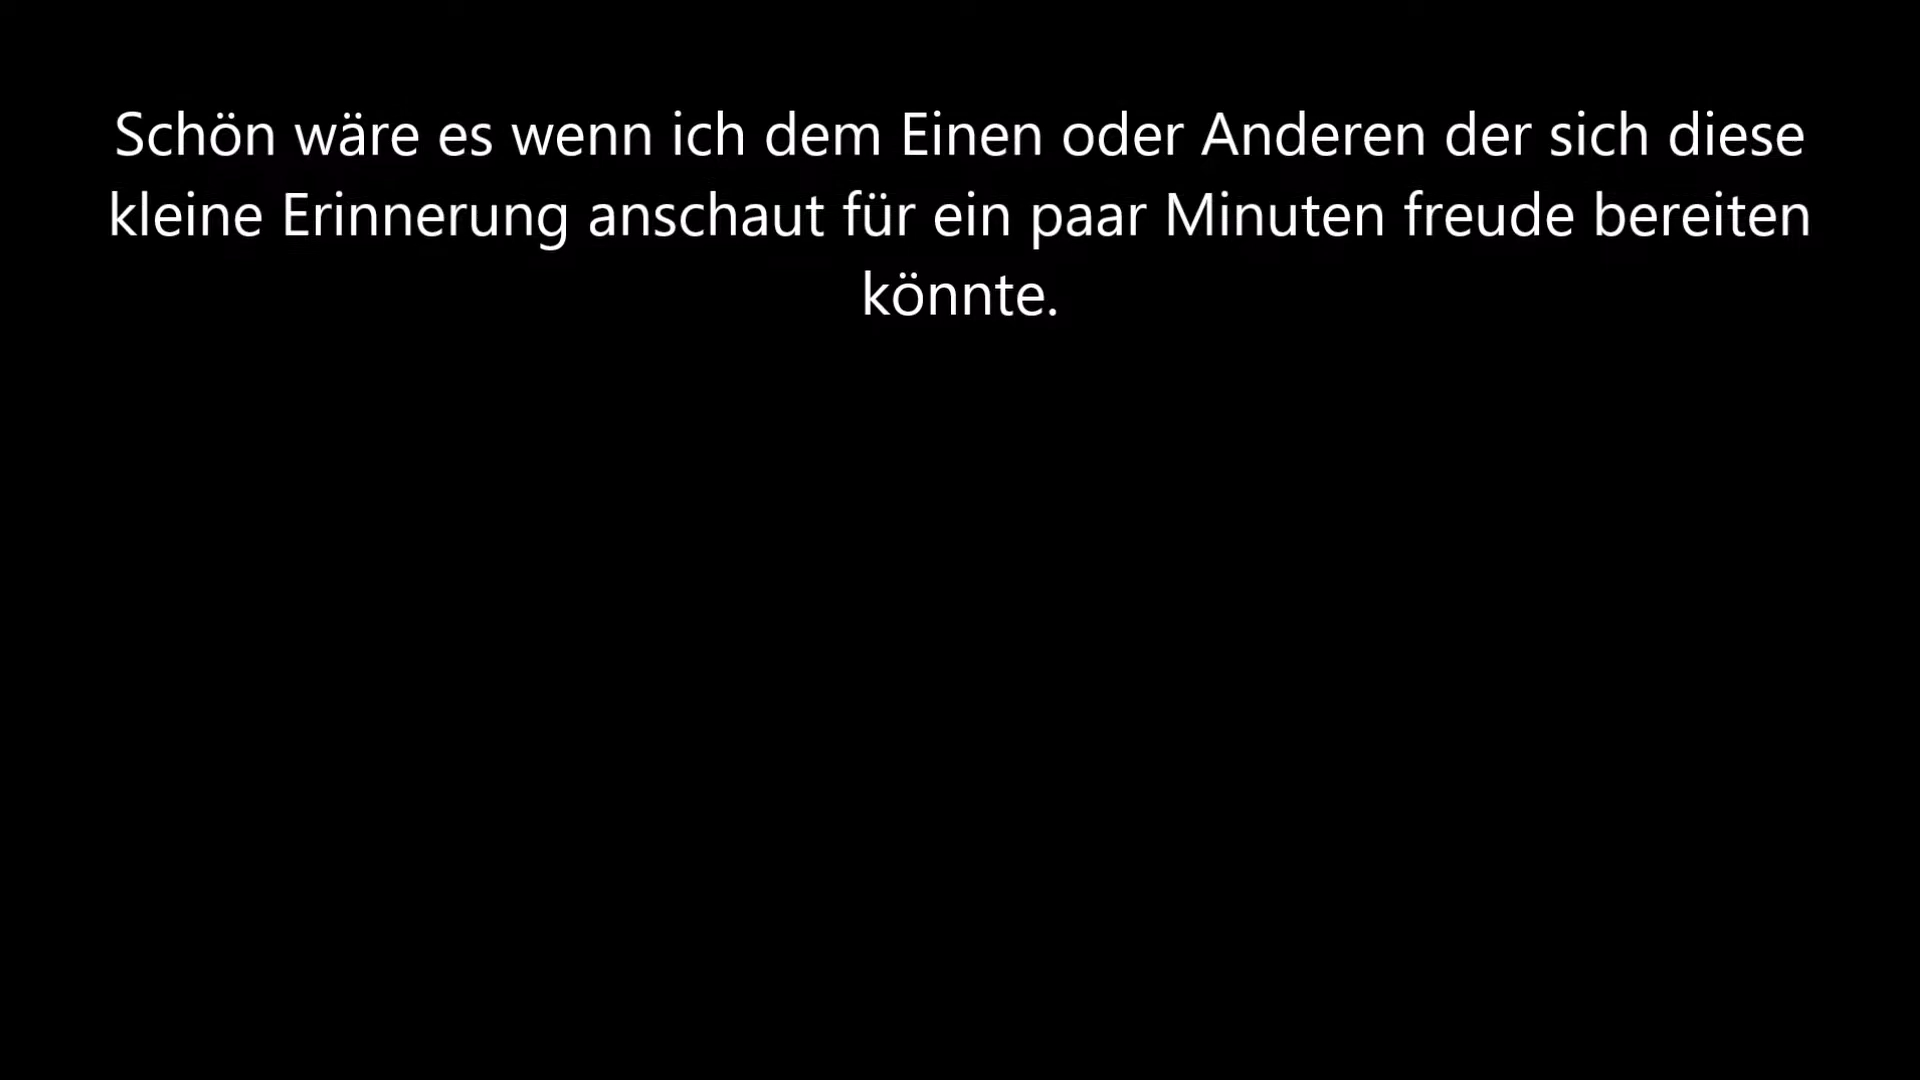 Schön wäre es wenn ich dem Einen oder Anderen der sich diese
kleine Erinnerung anschaut für ein paar Minuten freude bereiten
könnte.